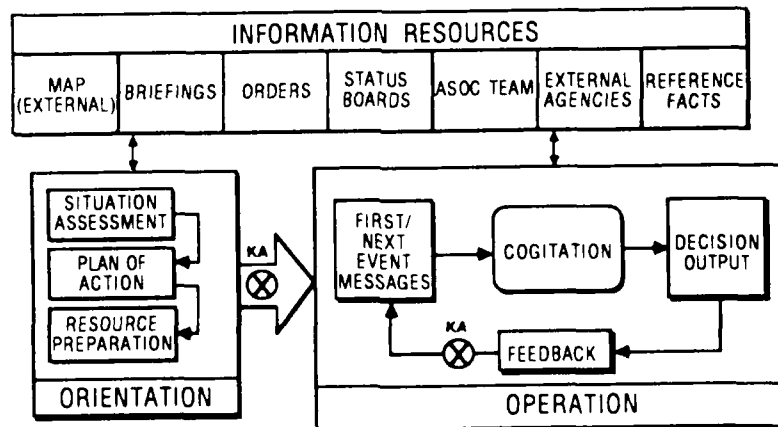 INFORMATION RESOURCES
MAP
(EXTERNAL)
BRIEFINGS
ORDERS
STATUS
BOARDS
ASOC TEAM
EXTERNAL
AGENCIES
REFERENCE
FACTS
SITUATION
ASSESSMENT
PLAN OF
ACTION
RESOURCE
PREPARATION
ORIENTATION
KA
FIRST/
NEXT
EVENT
MESSAGES
COGITATION
DECISION
OUTPUT
KA
FEEDBACK
OPERATION